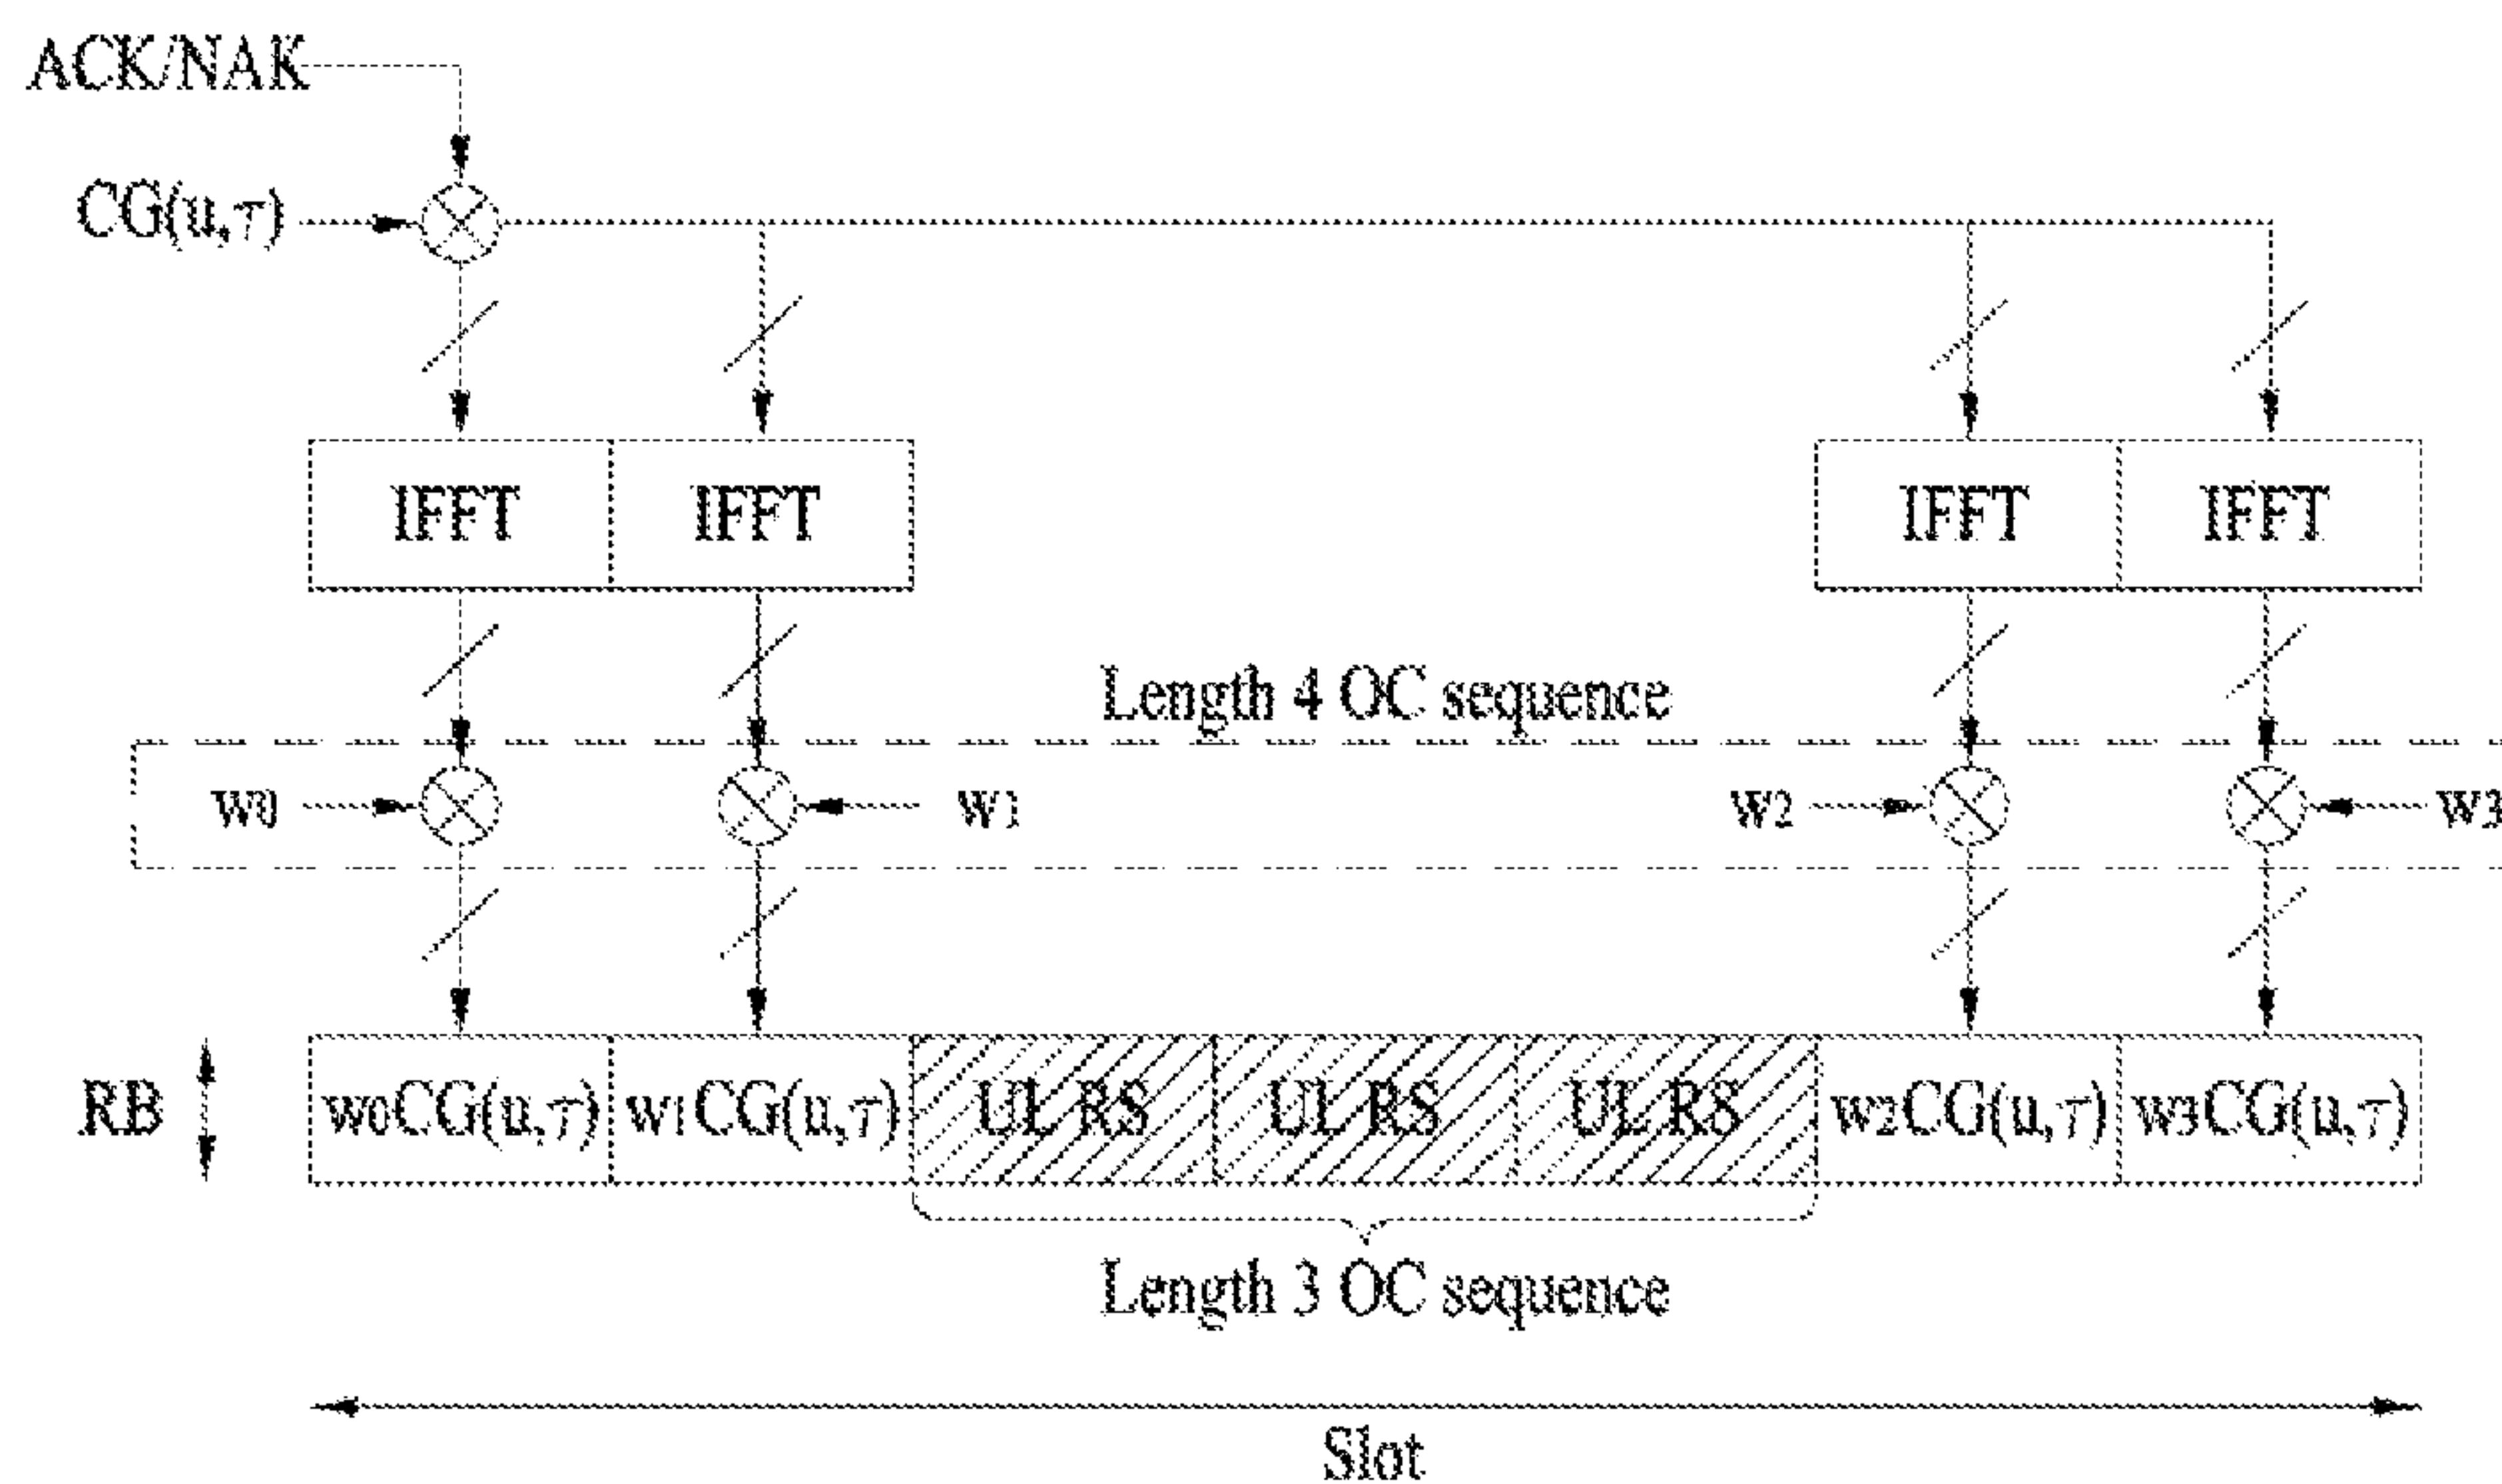 ACK/NAK
CG(u,τ)
IFFT IFFT IFFT IFFT
Length 4 OC sequence
w0 w1 w2 w3
RB w0CG(u,τ) w1CG(u,τ) UL RS UL RS UL RS w2CG(u,τ) w3CG(u,τ)
Length 3 OC sequence
Slot